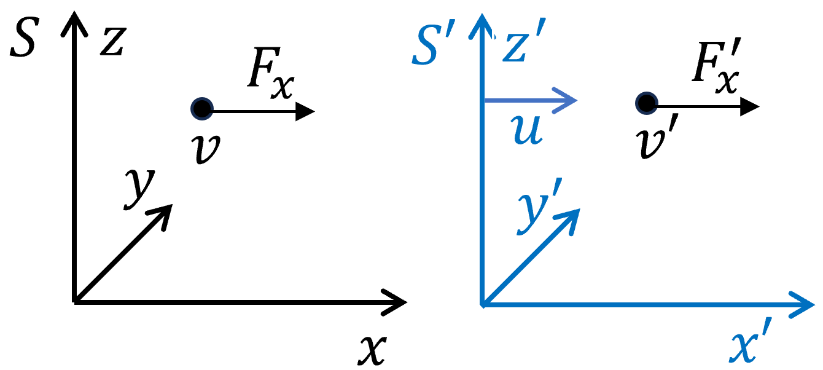 S
z
F_x
v
y
x
S′
z′
u
F′_x
v′
y′
x′